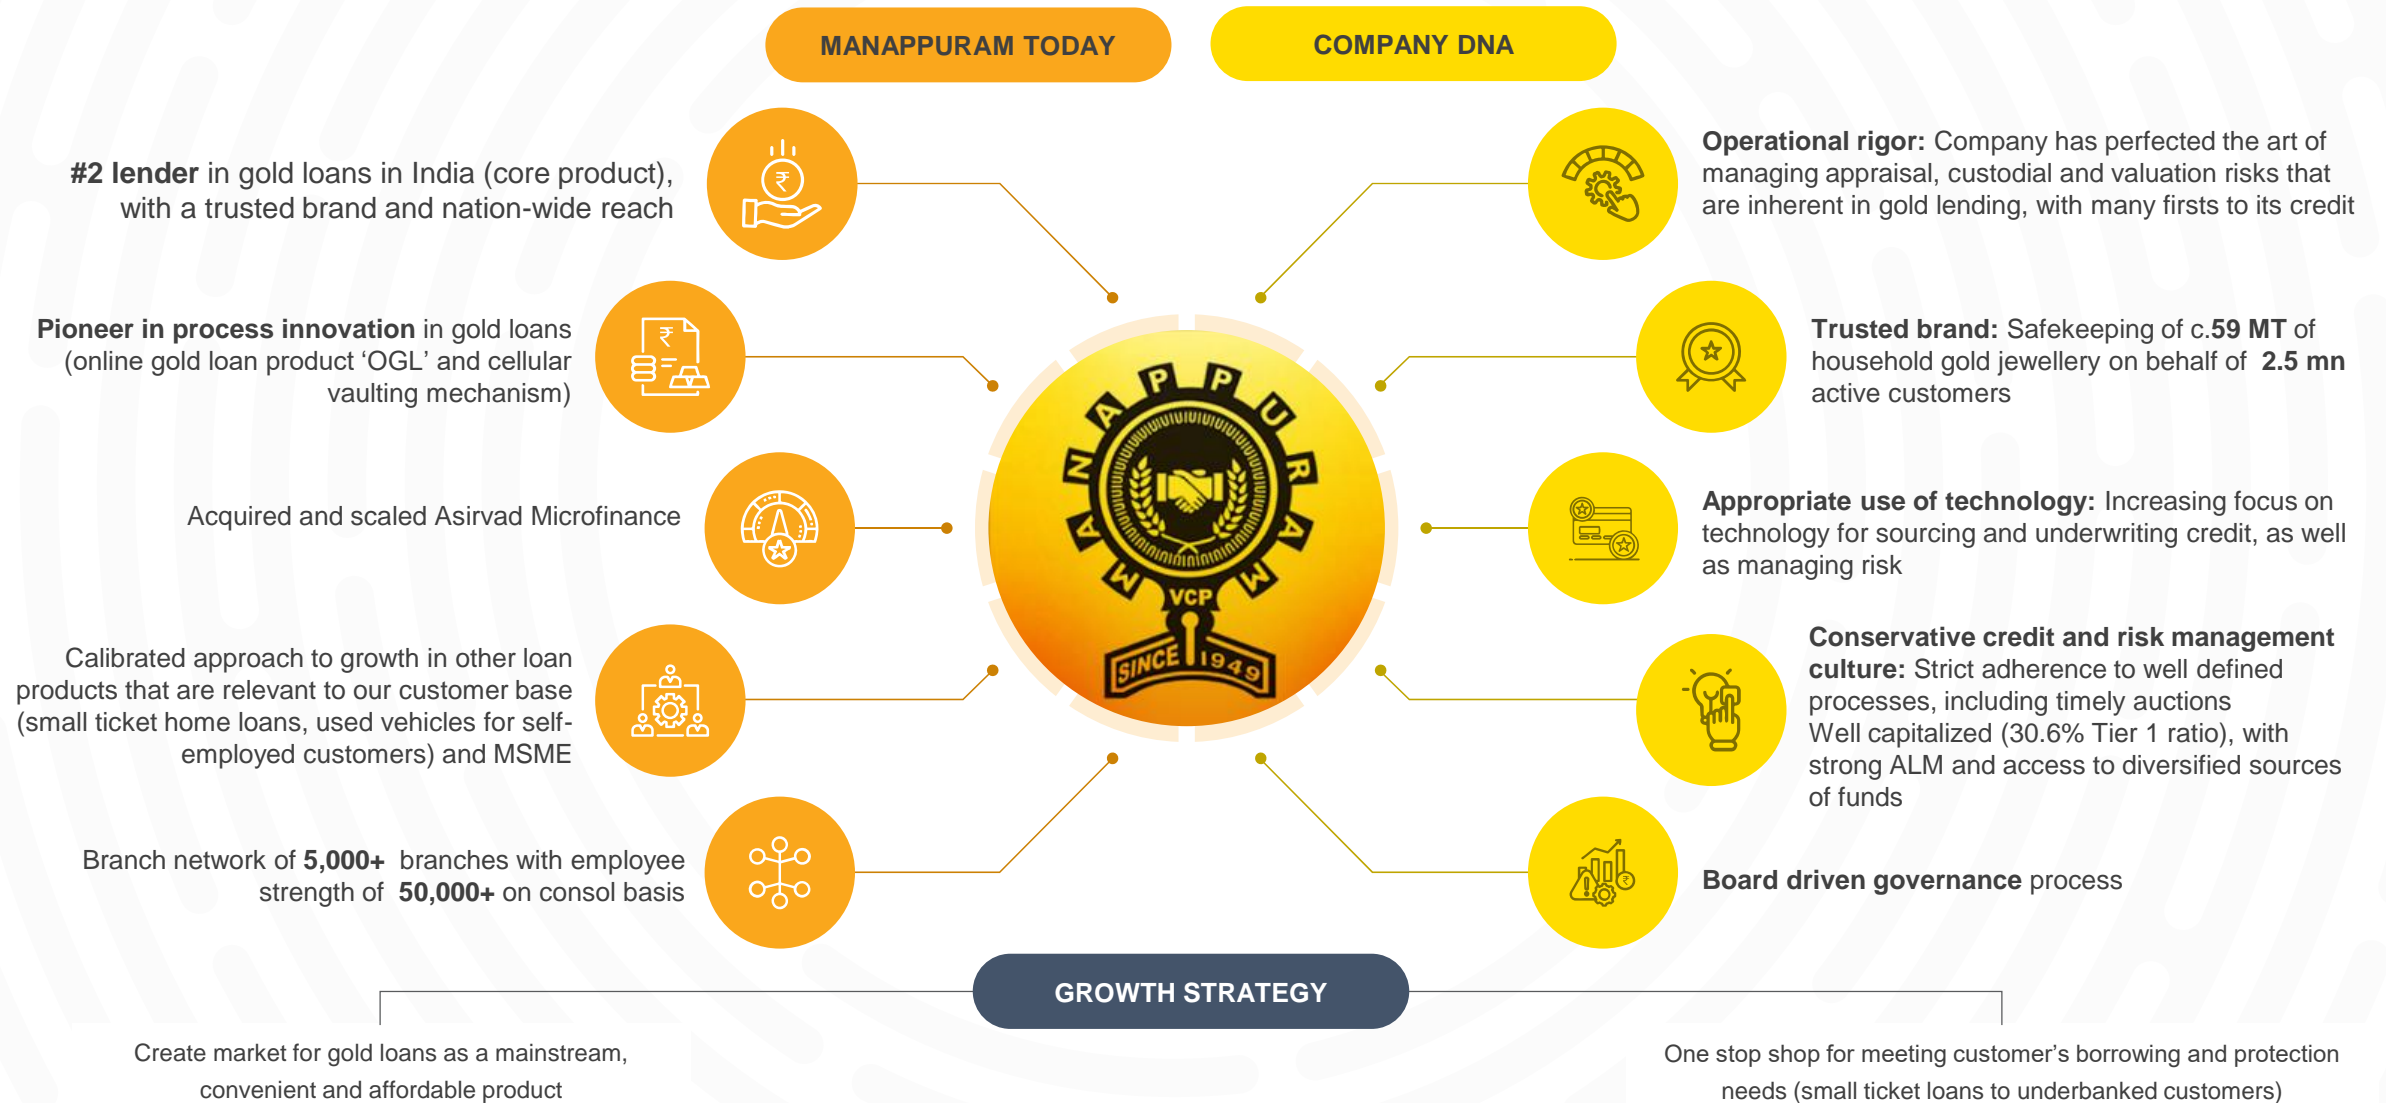 MANAPPURAM TODAY
COMPANY DNA
#2 lender in gold loans in India (core product),
with a trusted brand and nation-wide reach
Pioneer in process innovation in gold loans
(online gold loan product ‘OGL’ and cellular
vaulting mechanism)
Acquired and scaled Asirvad Microfinance
Calibrated approach to growth in other loan
products that are relevant to our customer base
(small ticket home loans, used vehicles for self-
employed customers) and MSME
Branch network of 5,000+ branches with employee
strength of 50,000+ on consol basis
MANAPPURAM
VCP
SINCE 1949
Operational rigor: Company has perfected the art of
managing appraisal, custodial and valuation risks that
are inherent in gold lending, with many firsts to its credit
Trusted brand: Safekeeping of c.59 MT of
household gold jewellery on behalf of 2.5 mn
active customers
Appropriate use of technology: Increasing focus on
technology for sourcing and underwriting credit, as well
as managing risk
Conservative credit and risk management
culture: Strict adherence to well defined
processes, including timely auctions
Well capitalized (30.6% Tier 1 ratio), with
strong ALM and access to diversified sources
of funds
Board driven governance process
GROWTH STRATEGY
Create market for gold loans as a mainstream,
convenient and affordable product
One stop shop for meeting customer’s borrowing and protection
needs (small ticket loans to underbanked customers)